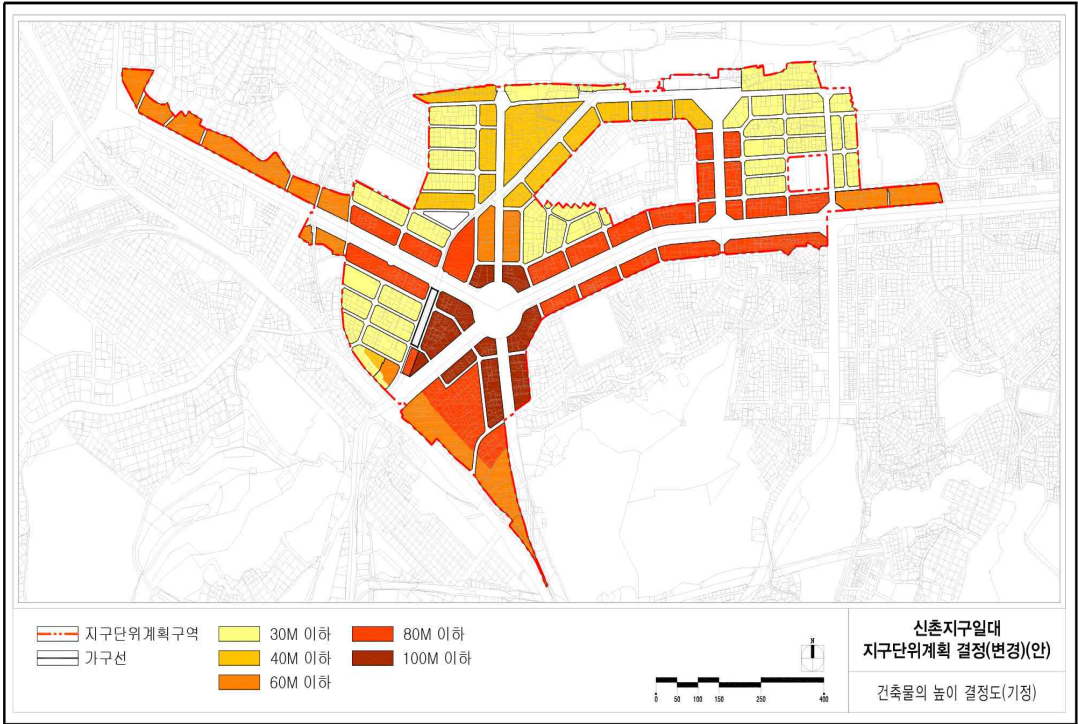 지구단위계획구역
가구선
30M 이하
40M 이하
60M 이하
80M 이하
100M 이하
N
0 50 100 150 250 400
신촌지구일대
지구단위계획 결정(변경)(안)
건축물의 높이 결정도(기정)